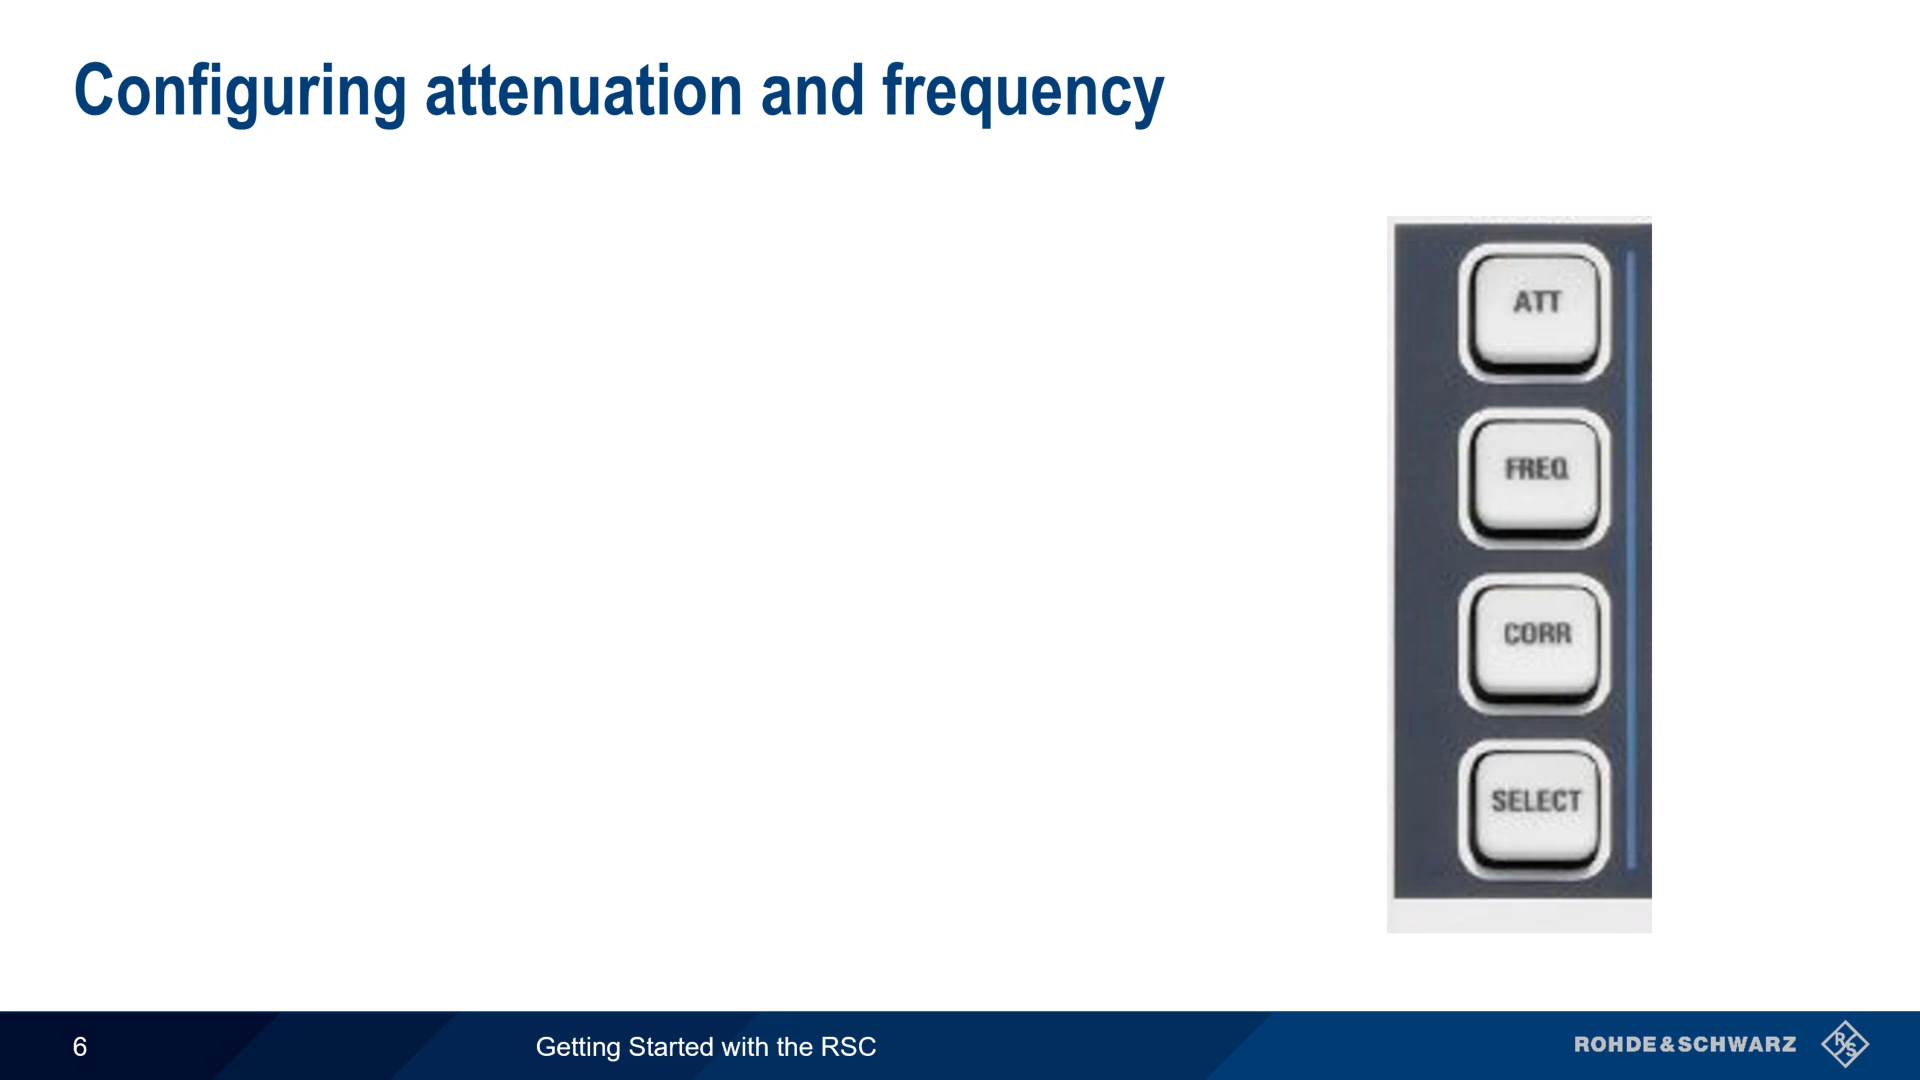 Configuring attenuation and frequency
ATT
FREQ
CORR
SELECT
6
Getting Started with the RSC
ROHDE&SCHWARZ
R&S